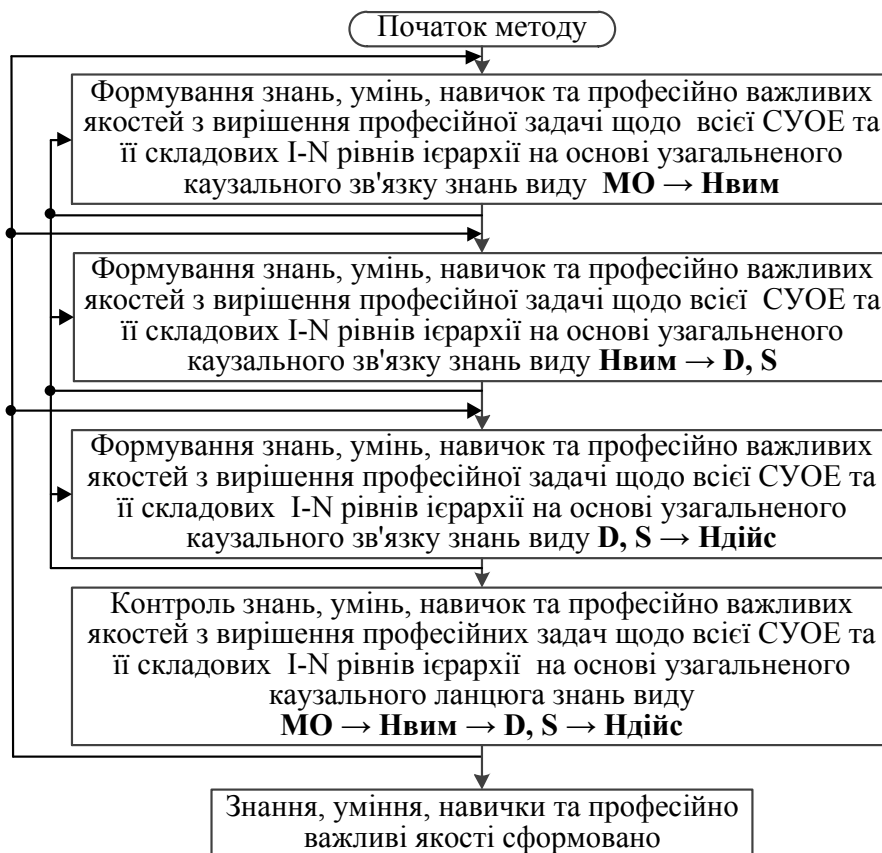 Початок методу
Формування знань, умінь, навичок та професійно важливих
якостей з вирішення професійної задачі щодо всієї СУОЕ та
її складових І-N рівнів ієрархії на основі узагальненого
каузального зв'язку знань виду МО → Нвим
Формування знань, умінь, навичок та професійно важливих
якостей з вирішення професійної задачі щодо всієї СУОЕ та
її складових І-N рівнів ієрархії на основі узагальненого
каузального зв'язку знань виду Нвим → D, S
Формування знань, умінь, навичок та професійно важливих
якостей з вирішення професійної задачі щодо всієї СУОЕ та
її складових І-N рівнів ієрархії на основі узагальненого
каузального зв'язку знань виду D, S → Ндійс
Контроль знань, умінь, навичок та професійно важливих
якостей з вирішення професійних задач щодо всієї СУОЕ та
її складових І-N рівнів ієрархії на основі узагальненого
каузального ланцюга знань виду
МО → Нвим → D, S → Ндійс
Знання, уміння, навички та професійно
важливі якості сформовано